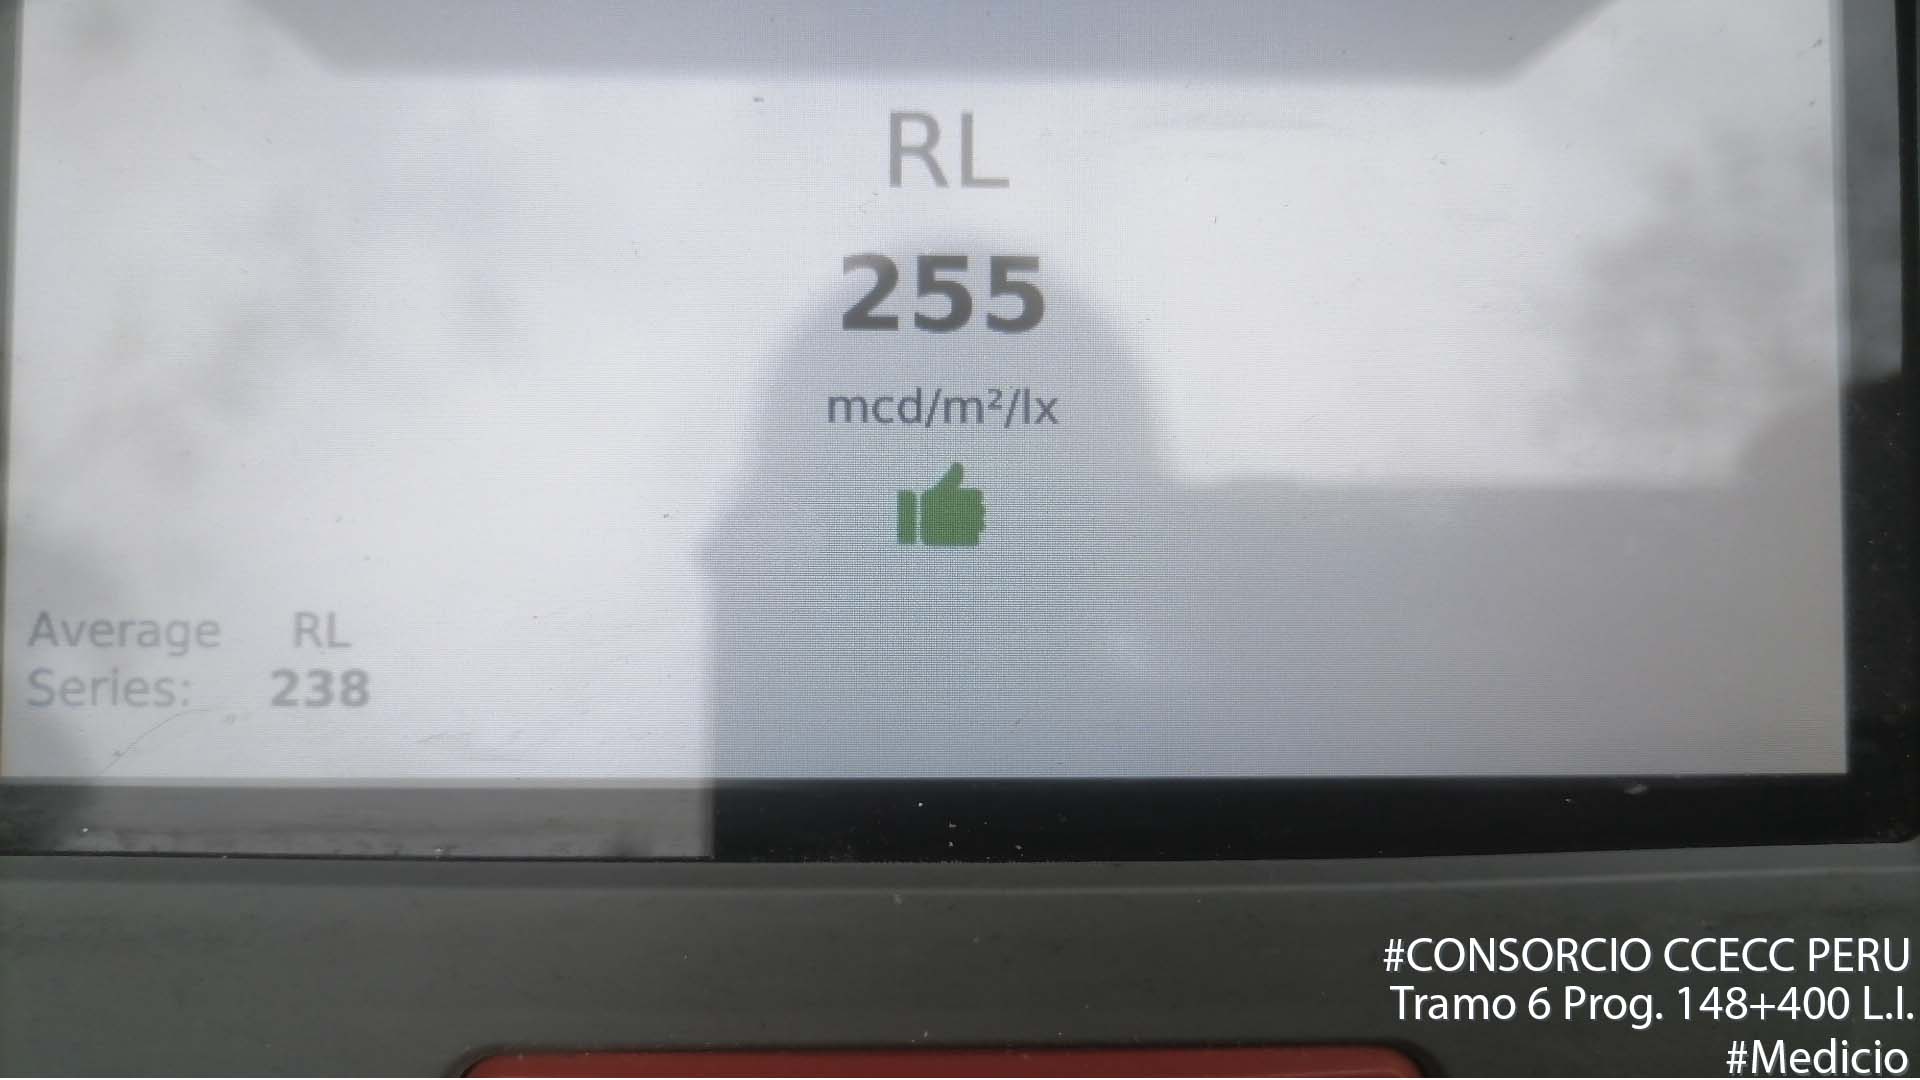 RL
255
mcd/m²/lx
Average RL
Series: 238
#CONSORCIO CCECC PERU
Tramo 6 Prog. 148+400 L.I.
#Medicio